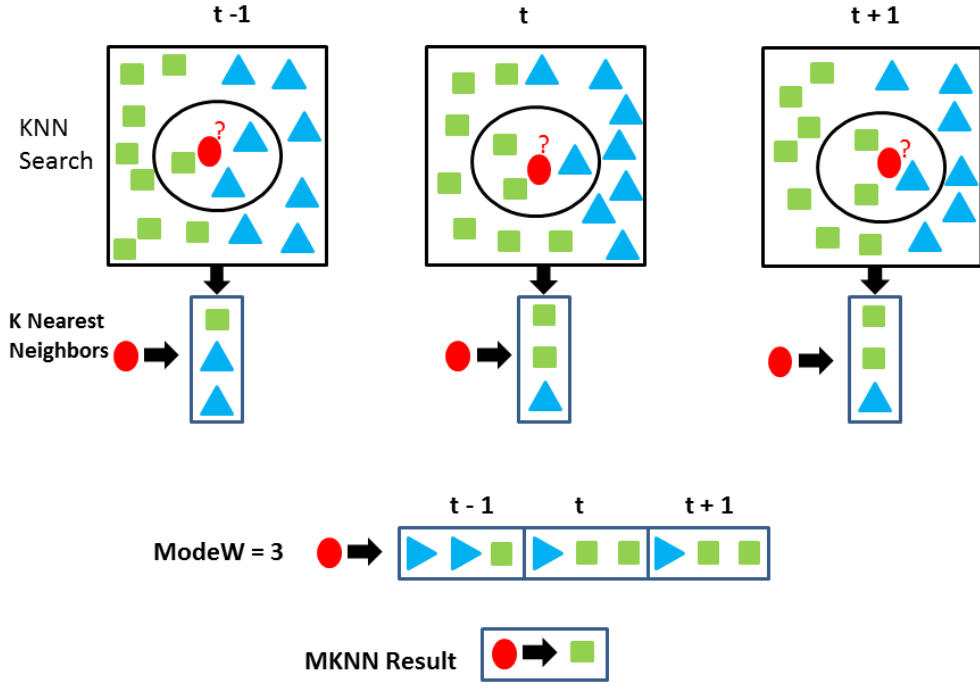 t -1
t
t + 1
KNN
Search
?
?
?
K Nearest
Neighbors
t - 1
t
t + 1
ModeW = 3
MKNN Result